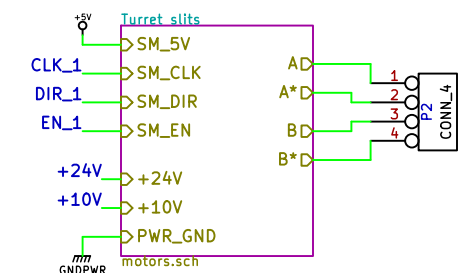 +5V
Turret slits
SM_5V
CLK_1
SM_CLK
DIR_1
SM_DIR
EN_1
SM_EN
+24V
+24V
+10V
+10V
PWR_GND
GNDPWR
motors.sch
A
A*
B
B*
1
2
3
4
P2
CONN_4